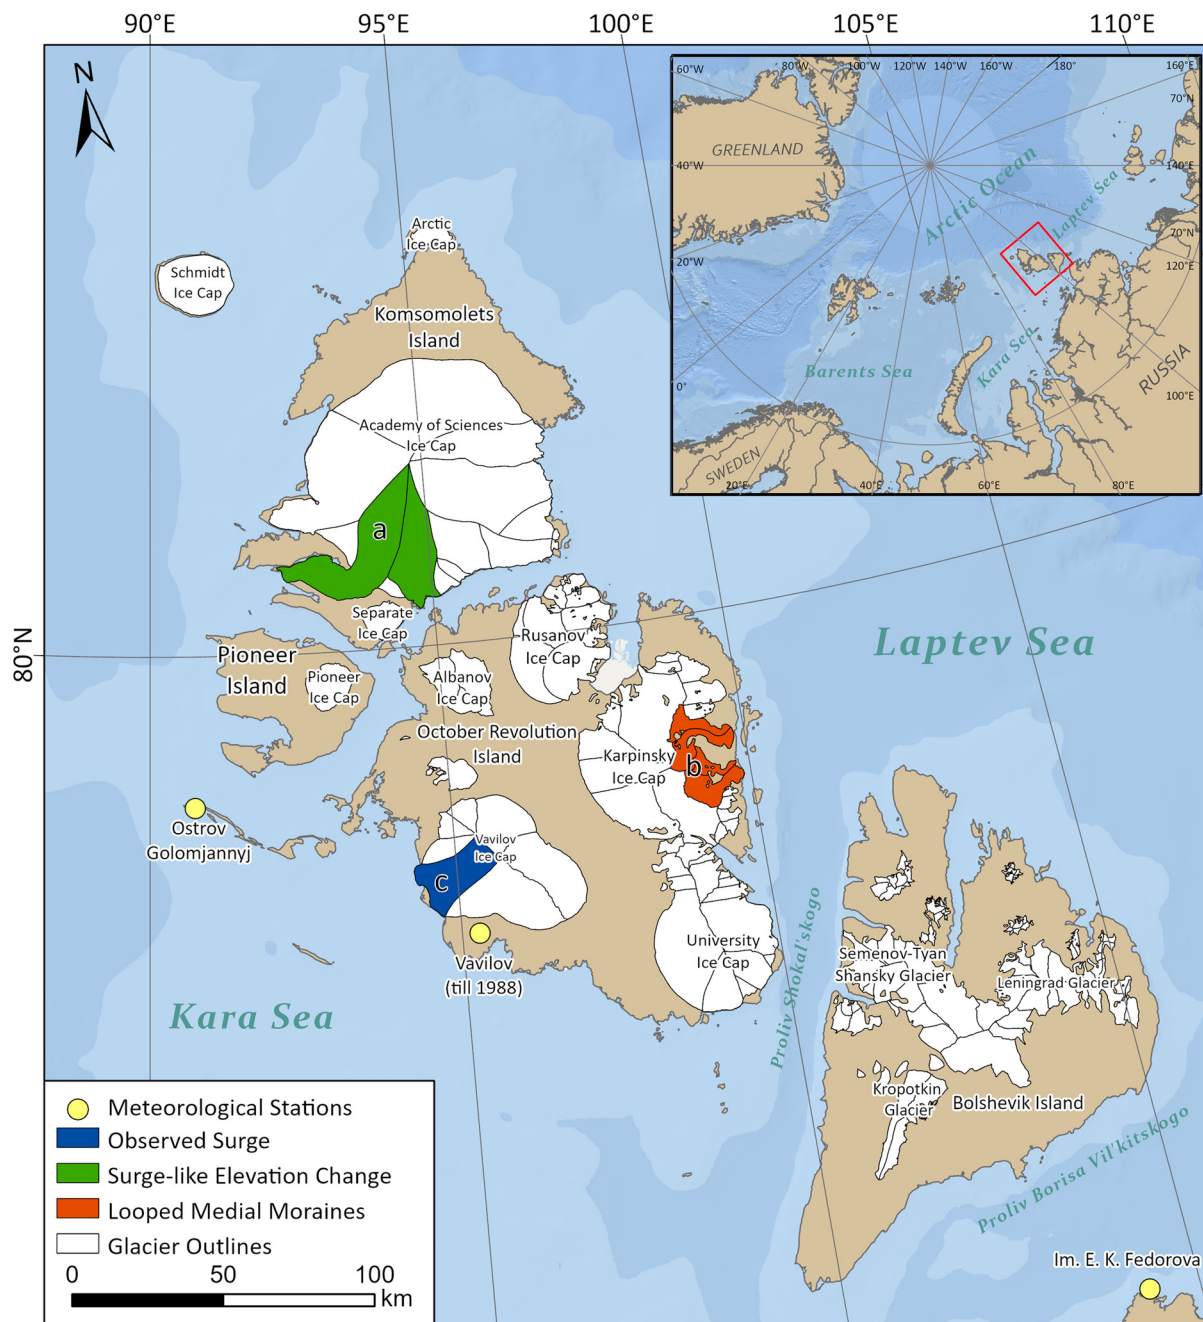 90°E
95°E
100°E
105°E
110°E
N
60°W
80°W
100°W
120°W
140°W
160°W
180°
160°E
70°N
GREENLAND
40°W
140°E
Arctic Ocean
Laptev Sea
70°N
20°W
120°E
Kara Sea
Barents Sea
RUSSIA
0°
100°E
SWEDEN
20°E
40°E
60°E
80°E
Arctic
Ice Cap
Schmidt
Ice Cap
Komsomolets
Island
Academy of Sciences
Ice Cap
a
Separate
Ice Cap
80°N
Rusanov
Ice Cap
Laptev Sea
Pioneer
Island
Pioneer
Ice Cap
Albanov
Ice Cap
October Revolution
Island
Karpinsky
Ice Cap
b
Ostrov
Golomjannyj
Vavilov
Ice Cap
c
University
Ice Cap
Vavilov
(till 1988)
Proliv Shokal'skogo
Semenov-Tyan
Shansky Glacier
Leningrad Glacier
Kara Sea
Kropotkin
Glacier
Bolshevik Island
Proliv Borisa Vil'kitskogo
Im. E. K. Fedorova
Meteorological Stations
Observed Surge
Surge-like Elevation Change
Looped Medial Moraines
Glacier Outlines
0
50
100
km